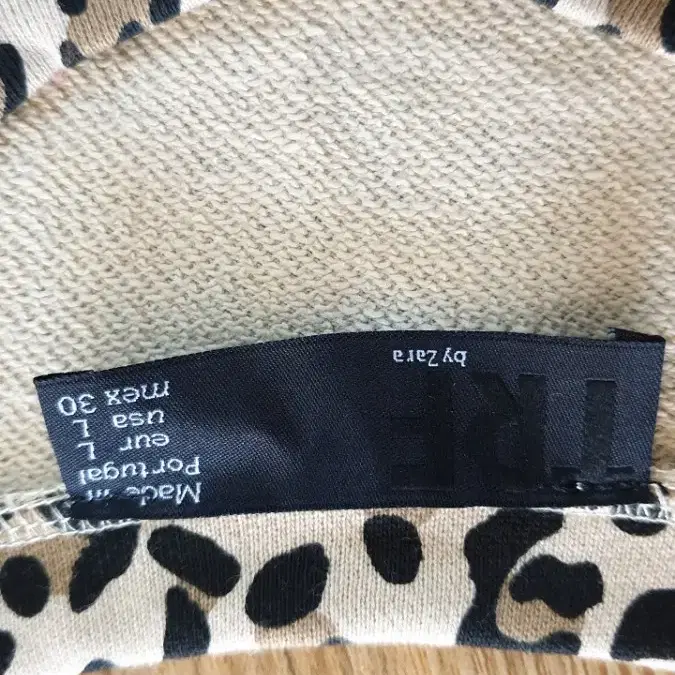 TRF
by Zara
Made in
Portugal
eur L
usa L
mex 30